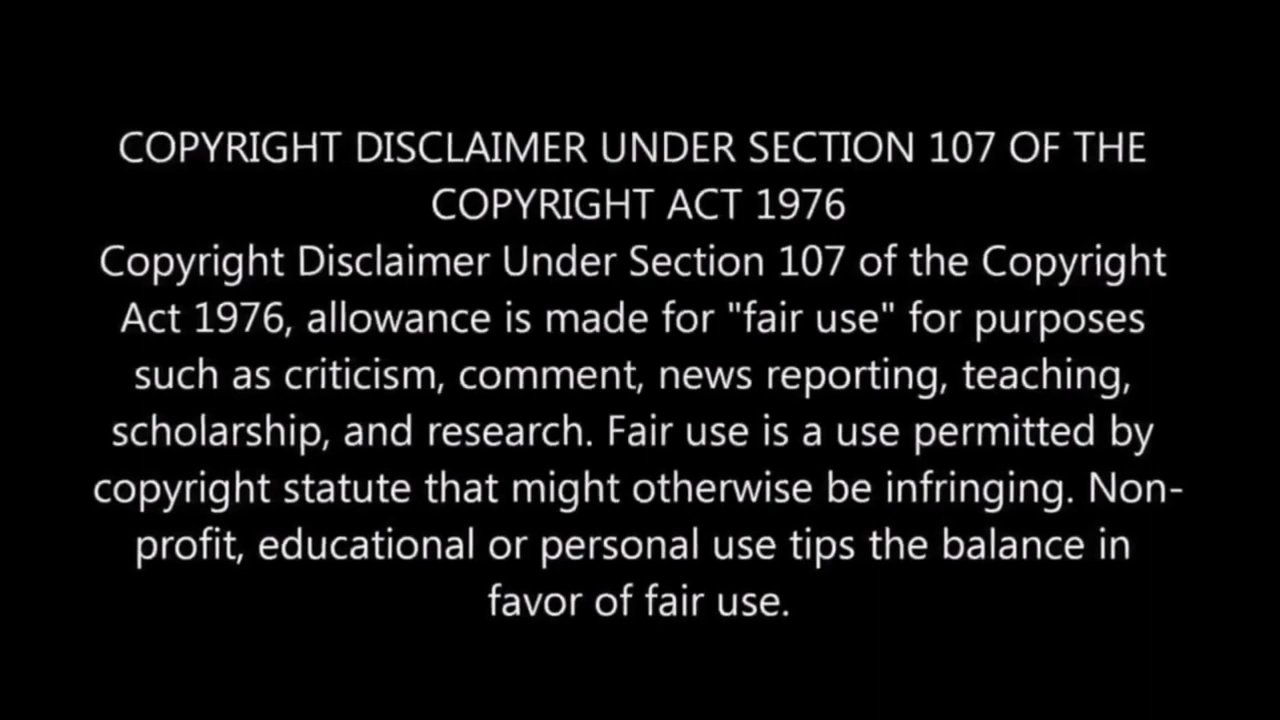 COPYRIGHT DISCLAIMER UNDER SECTION 107 OF THE
COPYRIGHT ACT 1976
Copyright Disclaimer Under Section 107 of the Copyright
Act 1976, allowance is made for "fair use" for purposes
such as criticism, comment, news reporting, teaching,
scholarship, and research. Fair use is a use permitted by
copyright statute that might otherwise be infringing. Non-
profit, educational or personal use tips the balance in
favor of fair use.